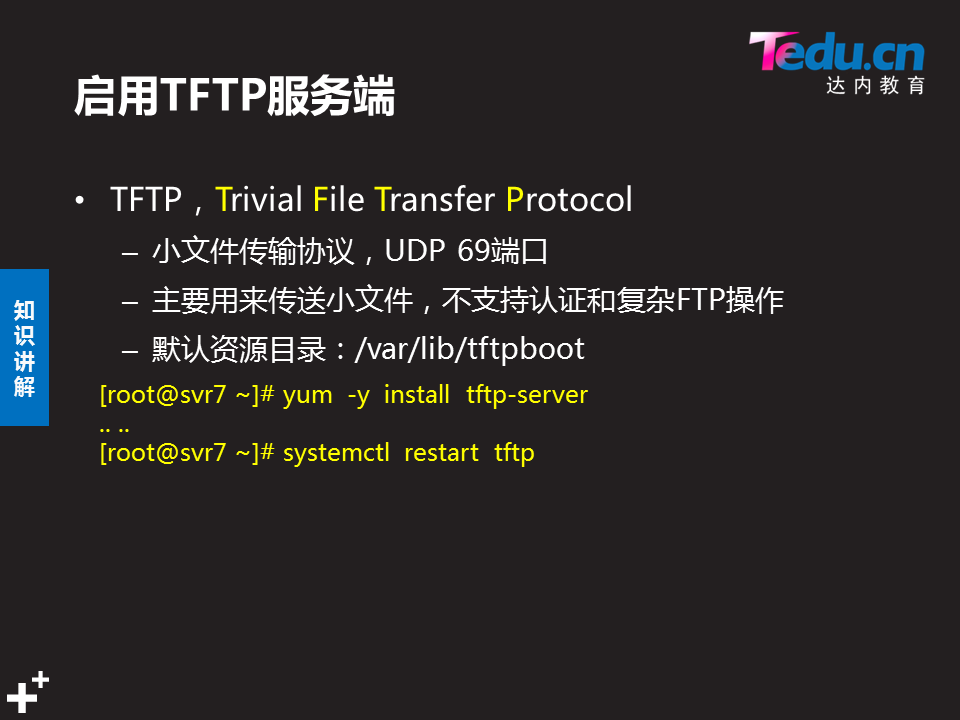 Tedu.cn
达内教育
启用TFTP服务端
• TFTP，Trivial File Transfer Protocol
– 小文件传输协议，UDP 69端口
– 主要用来传送小文件，不支持认证和复杂FTP操作
– 默认资源目录：/var/lib/tftpboot
[root@svr7 ~]# yum -y install tftp-server
.. ..
[root@svr7 ~]# systemctl restart tftp
知识讲解